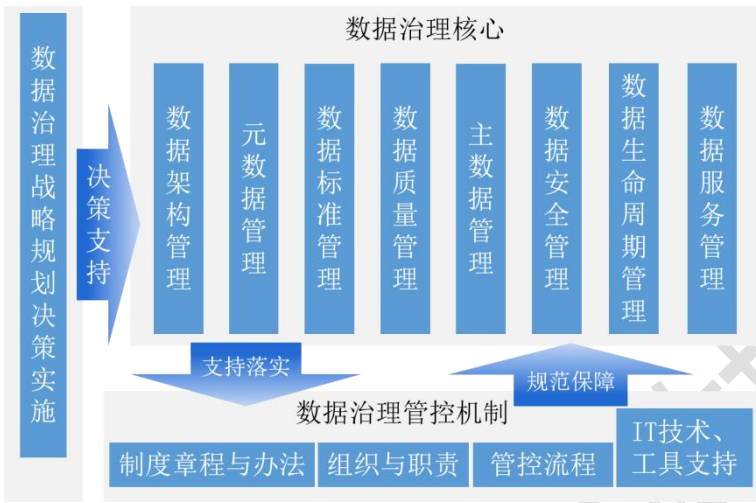 数据治理战略规划决策实施
决策支持
数据治理核心
数据架构管理
元数据管理
数据标准管理
数据质量管理
主数据管理
数据安全管理
数据生命周期管理
数据服务管理
支持落实
规范保障
数据治理管控机制
制度章程与办法
组织与职责
管控流程
IT技术、
工具支持